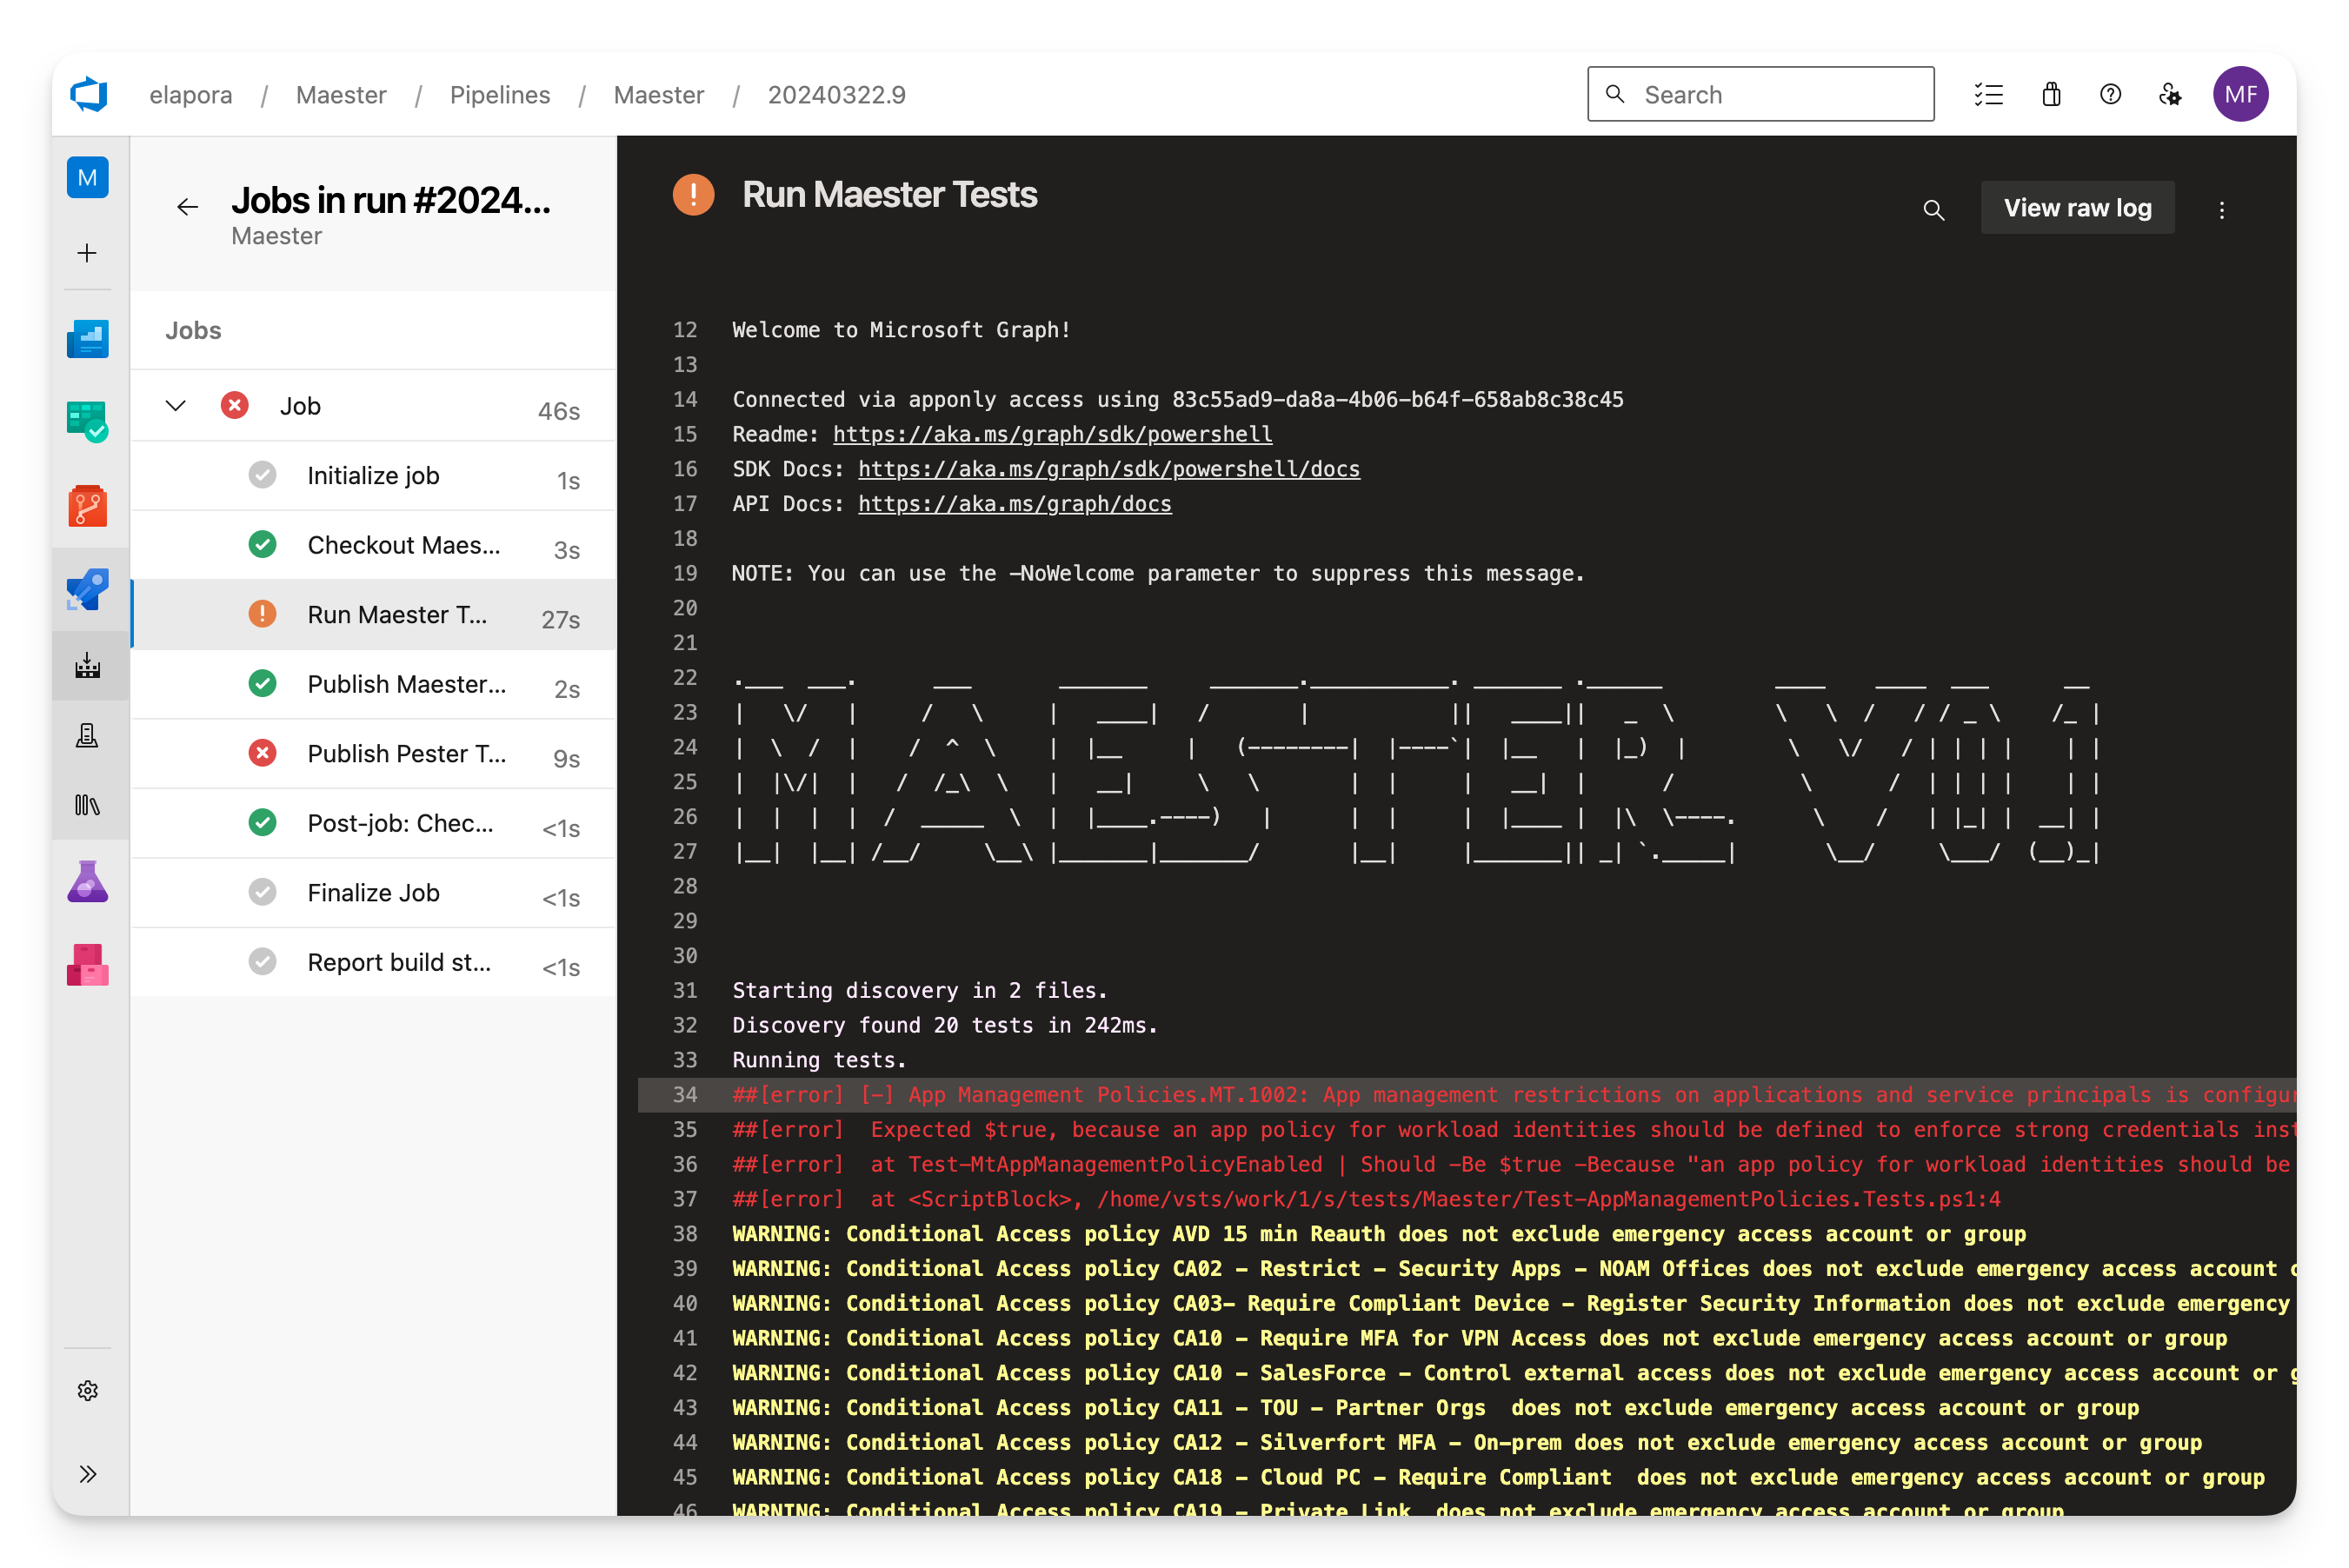 elapora / Maester / Pipelines / Maester / 20240322.9
Search
MF
M
Jobs in run #2024...
Maester
Jobs
Job 46s
Initialize job 1s
Checkout Maes... 3s
Run Maester T... 27s
Publish Maester... 2s
Publish Pester T... 9s
Post-job: Chec... <1s
Finalize Job <1s
Report build st... <1s
Run Maester Tests
View raw log
12 Welcome to Microsoft Graph!
13
14 Connected via apponly access using 83c55ad9-da8a-4b06-b64f-658ab8c38c45
15 Readme: https://aka.ms/graph/sdk/powershell
16 SDK Docs: https://aka.ms/graph/sdk/powershell/docs
17 API Docs: https://aka.ms/graph/docs
18
19 NOTE: You can use the -NoWelcome parameter to suppress this message.
20
21
22
23
24 MAESTER V0.1
25
26
27
28
29
30
31 Starting discovery in 2 files.
32 Discovery found 20 tests in 242ms.
33 Running tests.
34 ##[error] [-] App Management Policies.MT.1002: App management restrictions on applications and service principals is configur
35 ##[error]  Expected $true, because an app policy for workload identities should be defined to enforce strong credentials inst
36 ##[error]  at Test-MtAppManagementPolicyEnabled | Should -Be $true -Because "an app policy for workload identities should be
37 ##[error]  at <ScriptBlock>, /home/vsts/work/1/s/tests/Maester/Test-AppManagementPolicies.Tests.ps1:4
38 WARNING: Conditional Access policy AVD 15 min Reauth does not exclude emergency access account or group
39 WARNING: Conditional Access policy CA02 - Restrict - Security Apps - NOAM Offices does not exclude emergency access account o
40 WARNING: Conditional Access policy CA03- Require Compliant Device - Register Security Information does not exclude emergency
41 WARNING: Conditional Access policy CA10 - Require MFA for VPN Access does not exclude emergency access account or group
42 WARNING: Conditional Access policy CA10 - SalesForce - Control external access does not exclude emergency access account or g
43 WARNING: Conditional Access policy CA11 - TOU - Partner Orgs  does not exclude emergency access account or group
44 WARNING: Conditional Access policy CA12 - Silverfort MFA - On-prem does not exclude emergency access account or group
45 WARNING: Conditional Access policy CA18 - Cloud PC - Require Compliant  does not exclude emergency access account or group
46 WARNING: Conditional Access policy CA19 - Private Link  does not exclude emergency access account or group